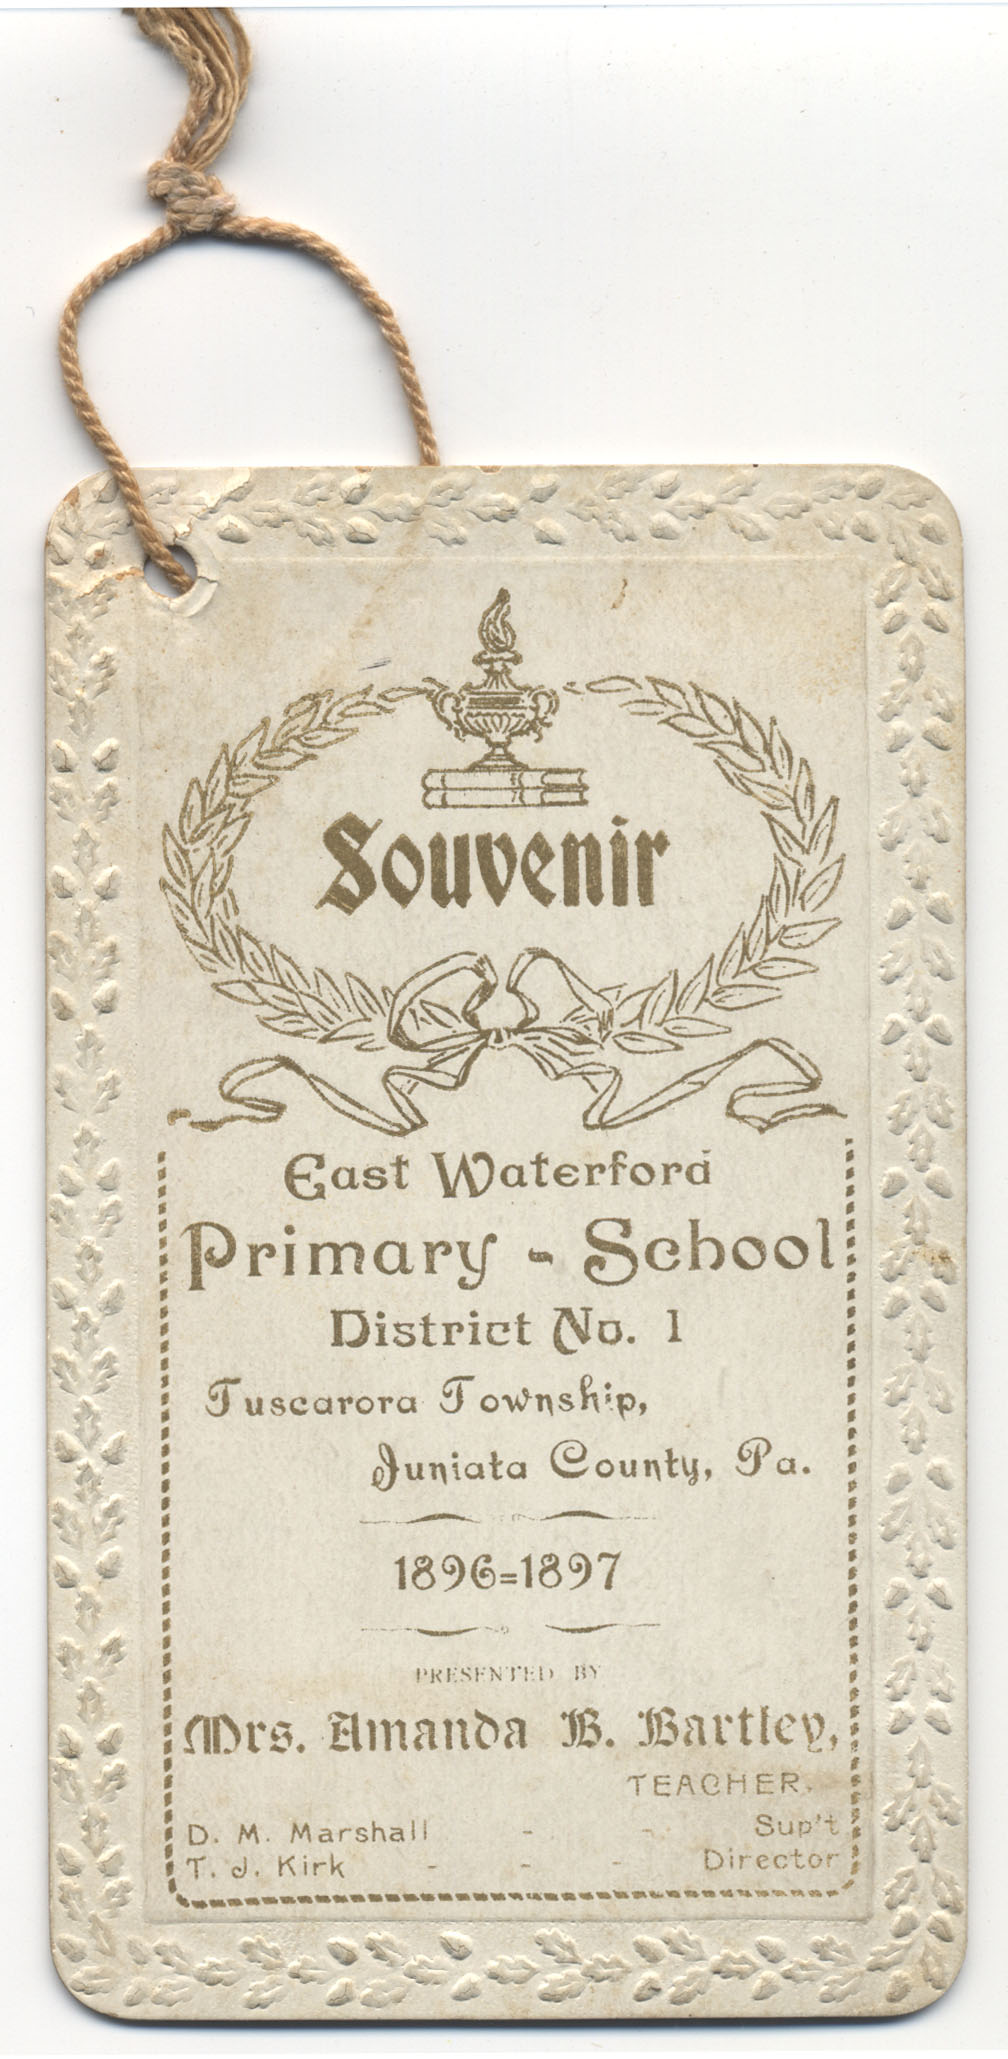 Souvenir
East Waterford
Primary - School
District No. 1
Tuscarora Township,
Juniata County, Pa.
1896=1897
PRESENTED BY
Mrs. Amanda B. Bartley,
TEACHER.
D. M. Marshall - - Sup't
T. J. Kirk - - - Director